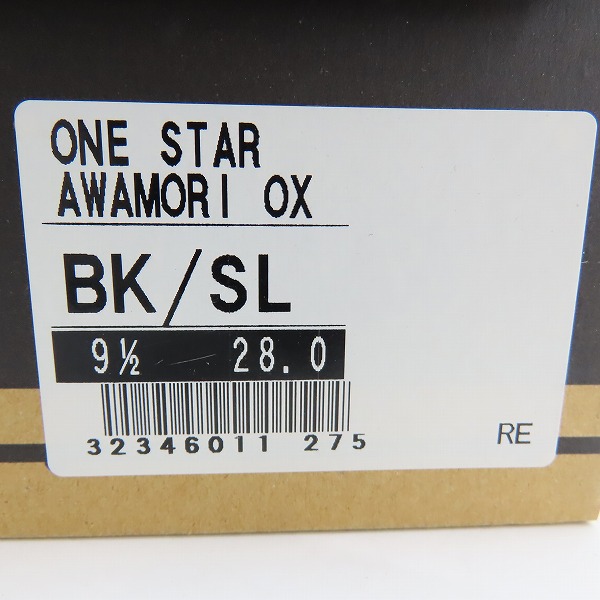 ONE STAR
AWAMORI OX
BK/SL
9½ 28.0
32346011 275
RE